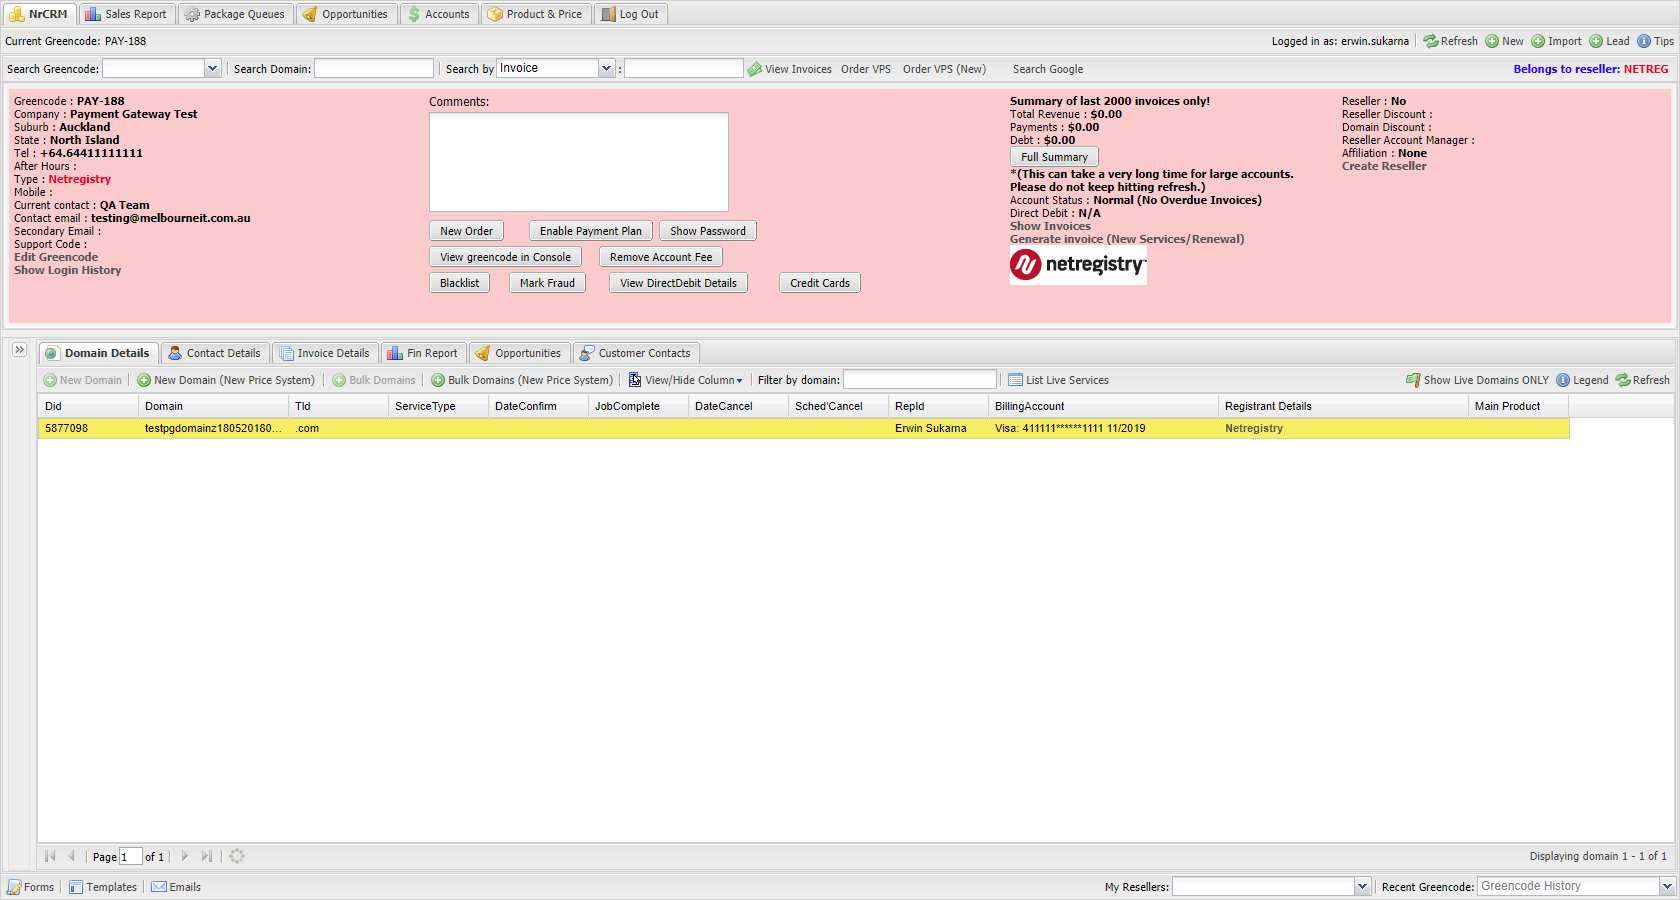 NrCRM Sales Report Package Queues Opportunities Accounts Product & Price Log Out
Current Greencode: PAY-188 Logged in as: erwin.sukarna Refresh New Import Lead Tips
Search Greencode: Search Domain: Search by Invoice : View Invoices Order VPS Order VPS (New) Search Google Belongs to reseller: NETREG
Greencode : PAY-188
Company : Payment Gateway Test
Suburb : Auckland
State : North Island
Tel : +64.64411111111
After Hours :
Type : Netregistry
Mobile :
Current contact : QA Team
Contact email : testing@melbourneit.com.au
Secondary Email :
Support Code :
Edit Greencode
Show Login History
Comments:
New Order Enable Payment Plan Show Password
View greencode in Console Remove Account Fee
Blacklist Mark Fraud View DirectDebit Details Credit Cards
Summary of last 2000 invoices only!
Total Revenue : $0.00
Payments : $0.00
Debt : $0.00
Full Summary
*(This can take a very long time for large accounts.
Please do not keep hitting refresh.)
Account Status : Normal (No Overdue Invoices)
Direct Debit : N/A
Show Invoices
Generate invoice (New Services/Renewal)
netregistry
Reseller : No
Reseller Discount :
Domain Discount :
Reseller Account Manager :
Affiliation : None
Create Reseller
Domain Details Contact Details Invoice Details Fin Report Opportunities Customer Contacts
New Domain New Domain (New Price System) Bulk Domains Bulk Domains (New Price System) View/Hide Column Filter by domain: List Live Services Show Live Domains ONLY Legend Refresh
Did Domain Tld ServiceType DateConfirm JobComplete DateCancel Sched'Cancel RepId BillingAccount Registrant Details Main Product
5877098 testpgdomainz180520180... .com Erwin Sukarna Visa: 411111******1111 11/2019 Netregistry
Page 1 of 1 Displaying domain 1 - 1 of 1
Forms Templates Emails My Resellers: Recent Greencode: Greencode History